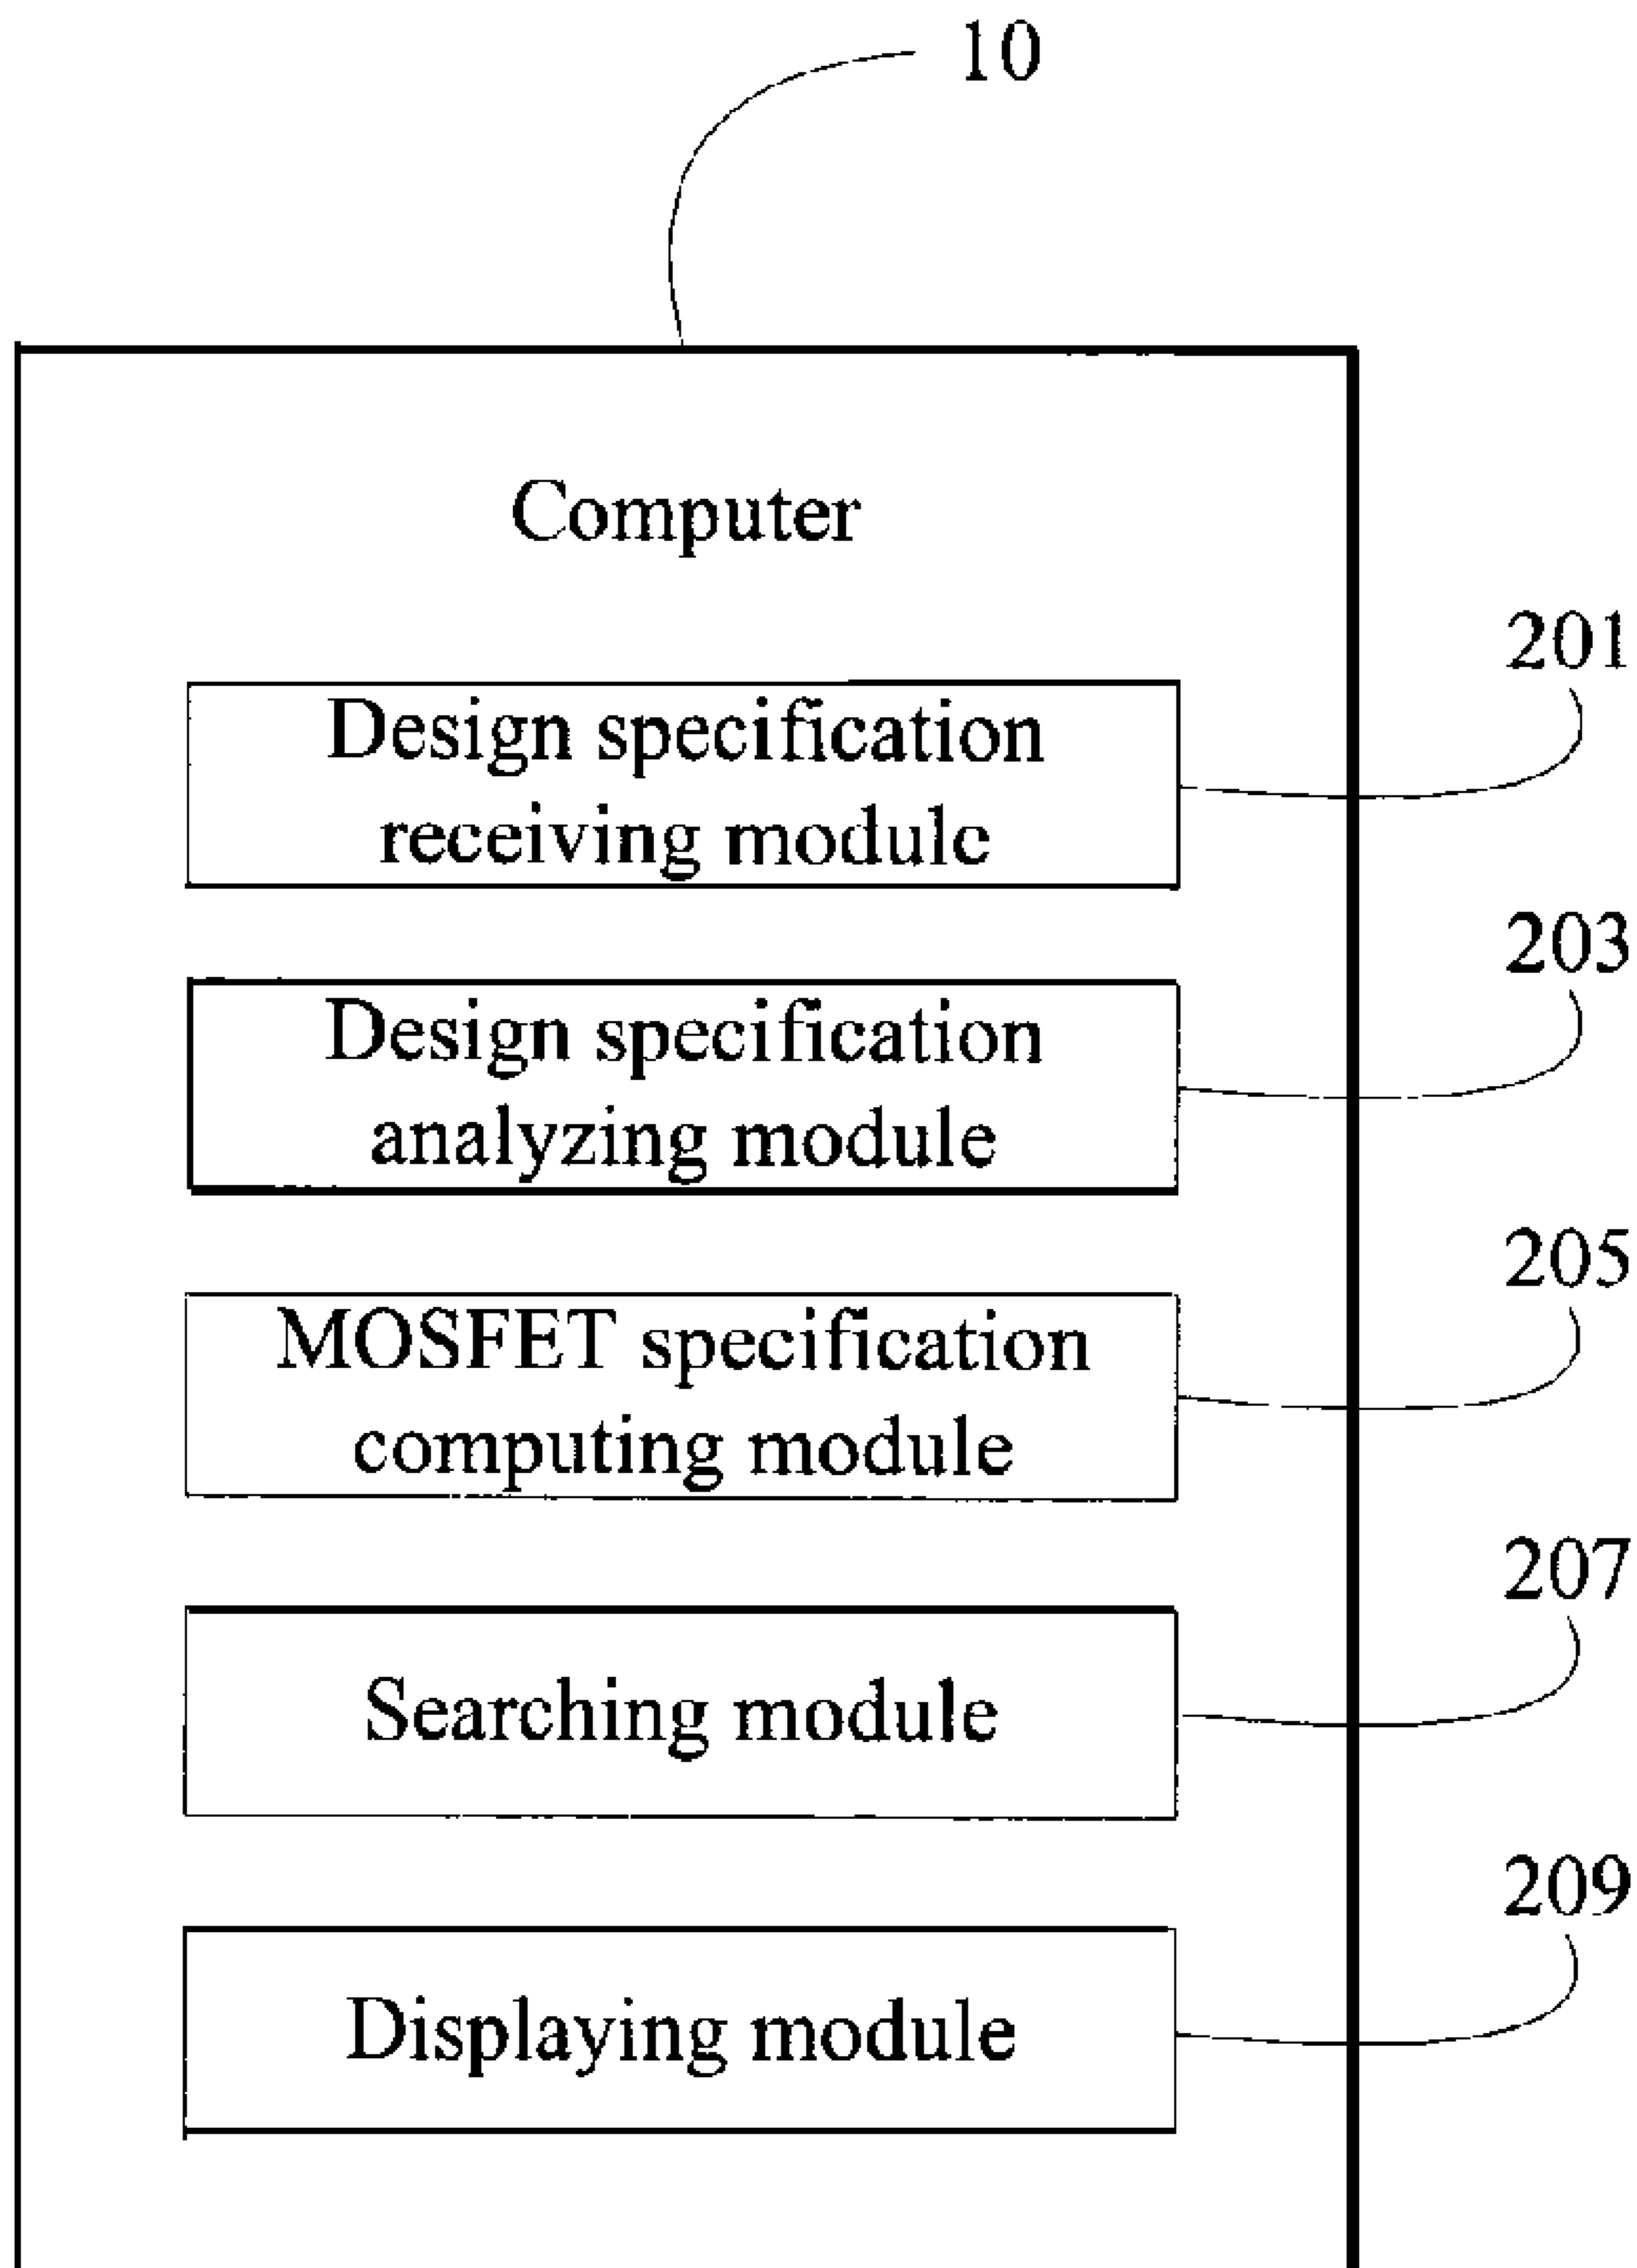 10
Computer
201
Design specification
receiving module
203
Design specification
analyzing module
205
MOSFET specification
computing module
207
Searching module
209
Displaying module